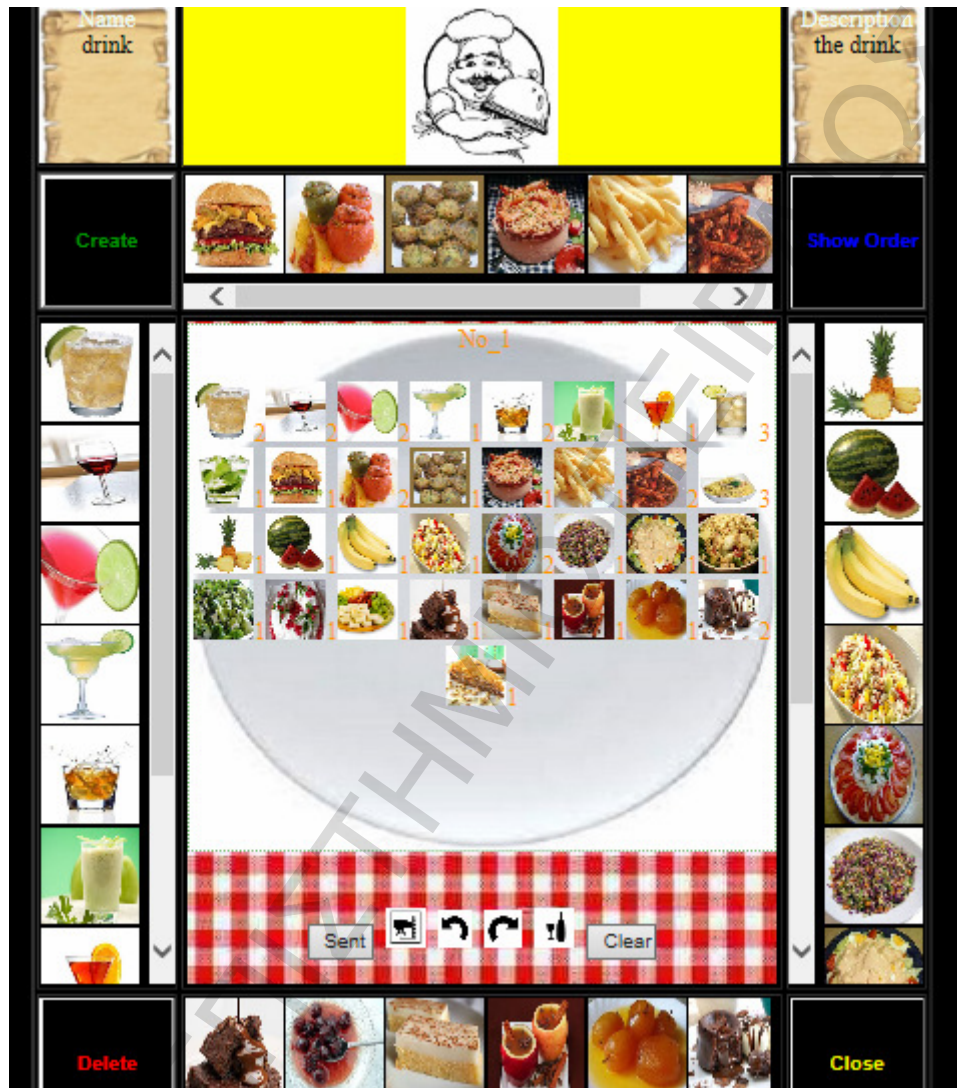 Name
drink
Description
the drink
Create
Show Order
No_1
2 2 2 1 2 1 1 3
1 1 2 1 1 1 2 3
1 1 1 1 2 1 1 1
1 1 1 1 1 1 1 2
1
Sent
Clear
Delete
Close